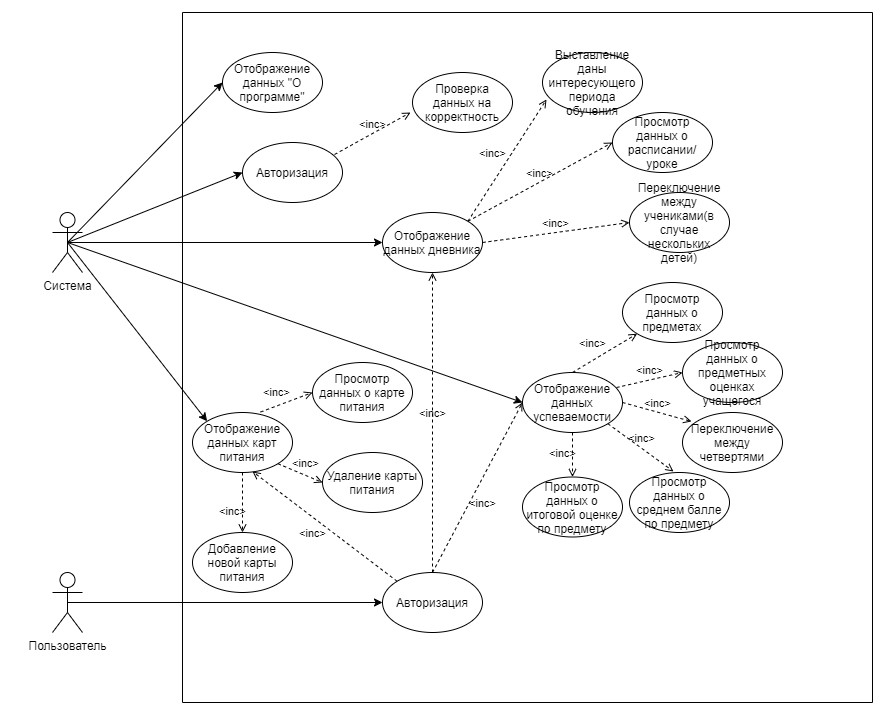 Отображение
данных "О
программе"
Проверка
данных на
корректность
<inc>
Авторизация
Выставление
даны
интересующего
периода
обучения
<inc>
Просмотр
данных о
расписании/
уроке
<inc>
Переключение
между
учениками(в
случае
нескольких
детей)
<inc>
Отображение
данных дневника
Система
Просмотр
данных о
предметах
<inc>
Просмотр
данных о
предметных
оценках
учащегося
<inc>
Отображение
данных
успеваемости
<inc>
Переключение
между
четвертями
<inc>
<inc>
Просмотр
данных о
итоговой оценке
по предмету
Просмотр
данных о
среднем балле
по предмету
Просмотр
данных о карте
питания
<inc>
<inc>
Отображение
данных карт
питания
<inc>
Удаление карты
питания
<inc>
<inc>
<inc>
Добавление
новой карты
питания
Авторизация
Пользователь